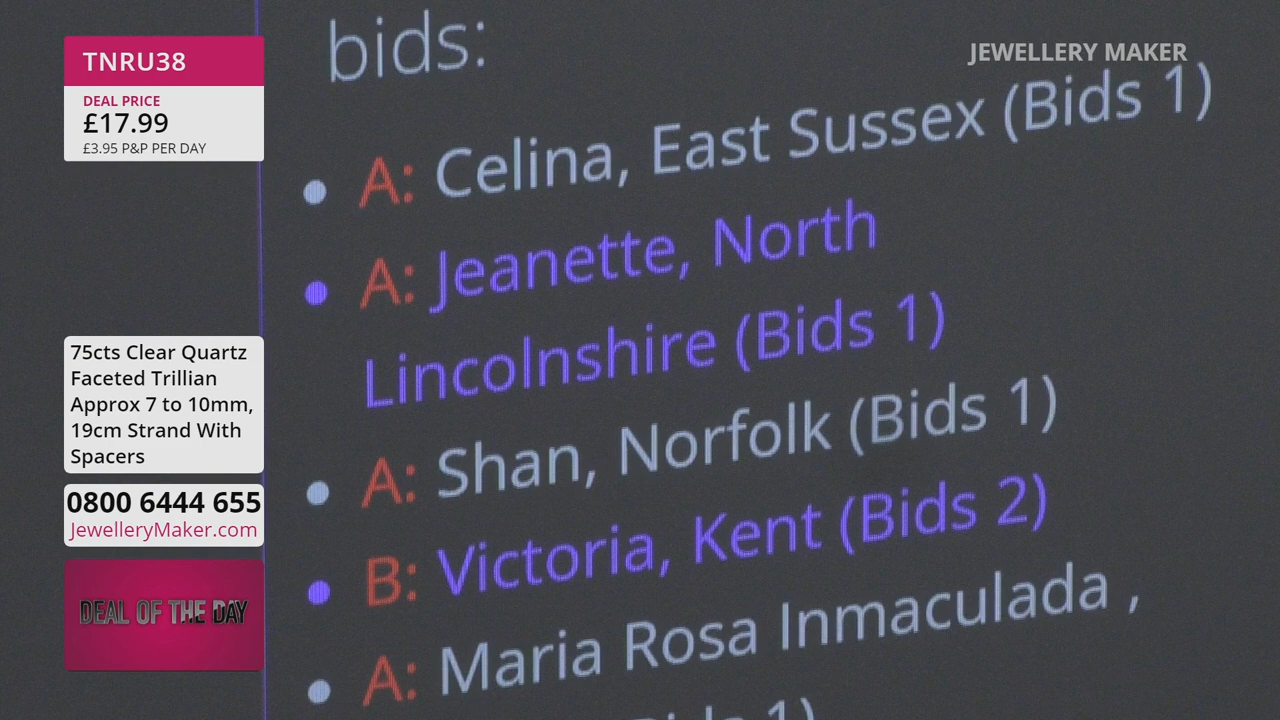 TNRU38
DEAL PRICE
£17.99
£3.95 P&P PER DAY
75cts Clear Quartz
Faceted Trillian
Approx 7 to 10mm,
19cm Strand With
Spacers
0800 6444 655
JewelleryMaker.com
DEAL OF THE DAY
JEWELLERY MAKER
bids:
• A: Celina, East Sussex (Bids 1)
• A: Jeanette, North
Lincolnshire (Bids 1)
• A: Shan, Norfolk (Bids 1)
• B: Victoria, Kent (Bids 2)
• A: Maria Rosa Inmaculada ,
(Bids 1)